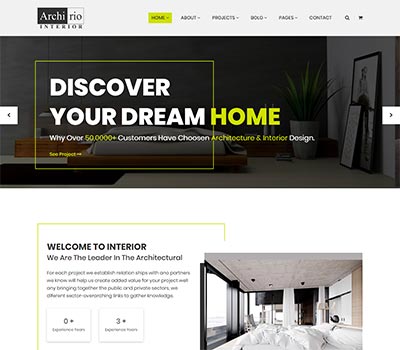 Archi rio
INTERIOR
HOME ABOUT PROJECTS BOLG PAGES CONTACT
DISCOVER
YOUR DREAM HOME
Why Over 50,0000+ Customers Have Choosen Architecture & Interior Design.
See Project
WELCOME TO INTERIOR
We Are The Leader In The Architectural
For each project we establish relation ships with ans partners
we know will help us create added value for your project.well
any bringing together the public and private sectors, we
different sector-overarching links to gather knowledge.
0 +
Experience Years
3 +
Experience Years